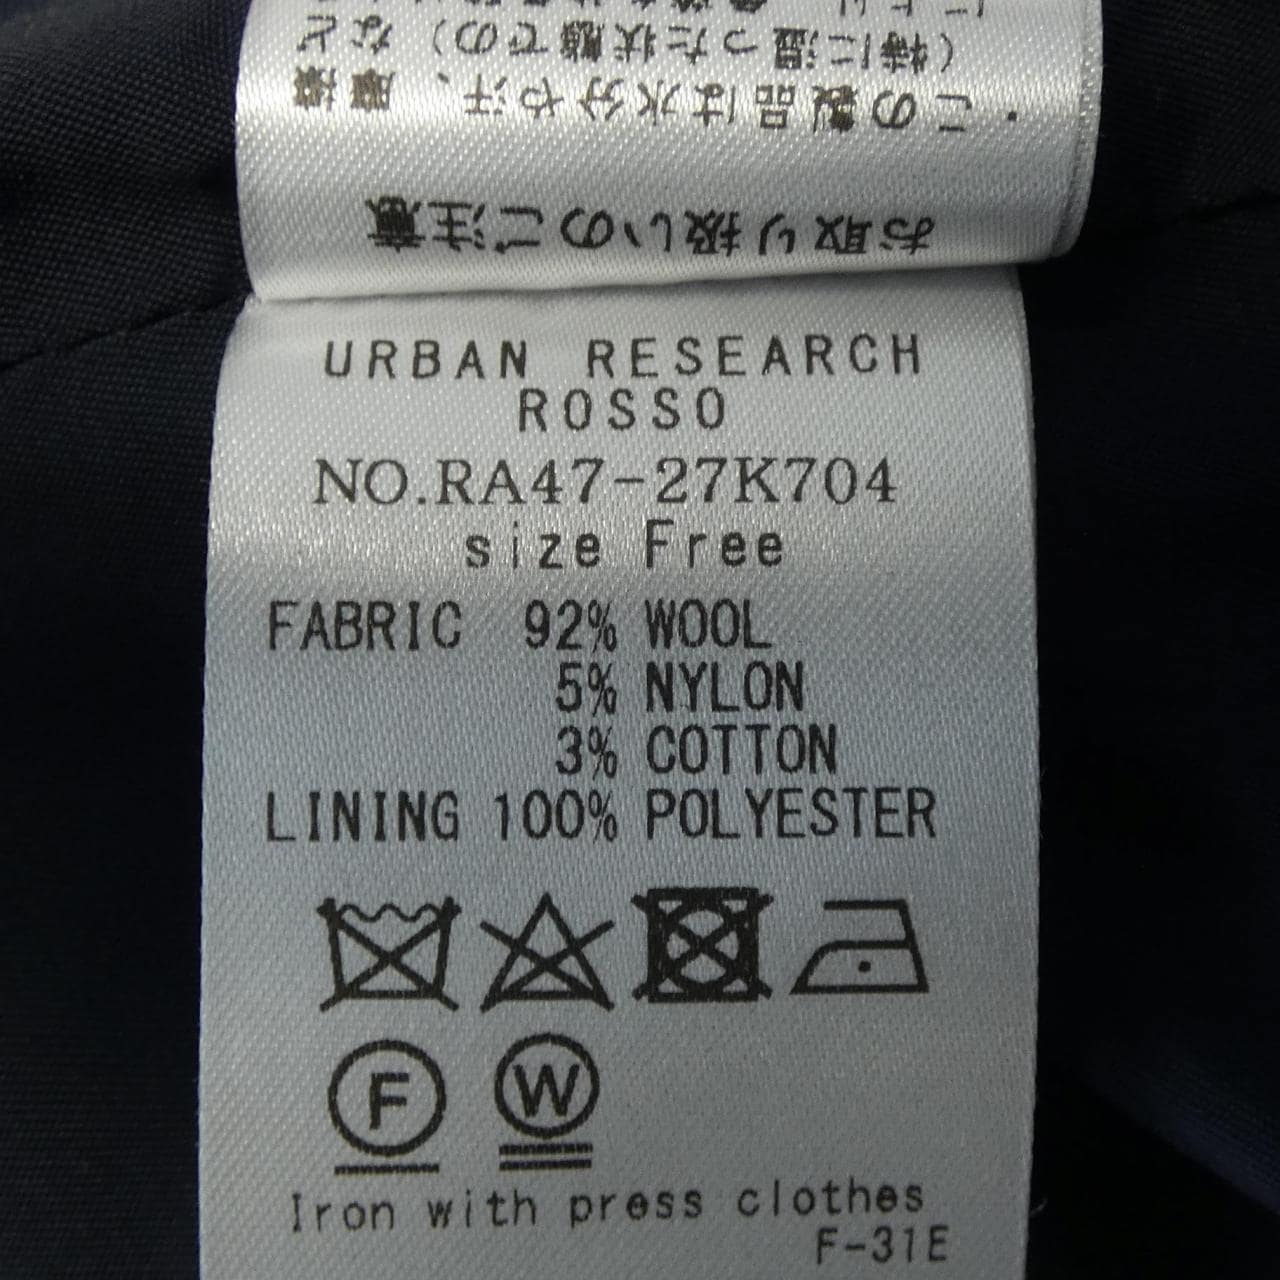 お取り扱いのご注意
・この製品は水分や汗、摩擦
（特に湿った状態での）など
URBAN RESEARCH
ROSSO
NO.RA47-27K704
size Free
FABRIC 92% WOOL
5% NYLON
3% COTTON
LINING 100% POLYESTER
F W
Iron with press clothes
F-31E